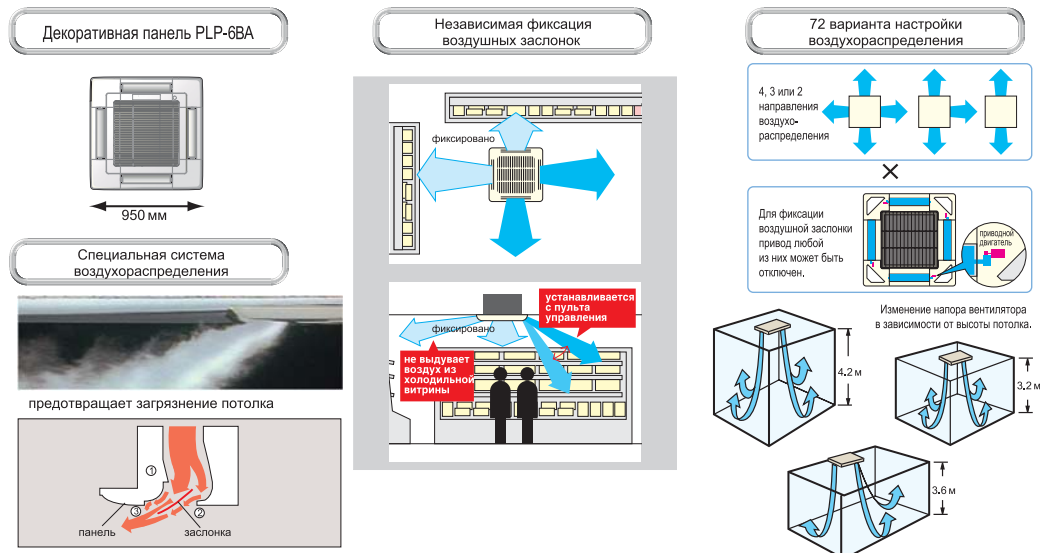 Декоративная панель PLP-6BA
950 мм
Специальная система
воздухораспределения
предотвращает загрязнение потолка
①
③
②
панель
заслонка
Независимая фиксация
воздушных заслонок
фиксировано
фиксировано
устанавливается
с пульта
управления
не выдувает
воздух из
холодильной
витрины
72 варианта настройки
воздухораспределения
4, 3 или 2
направления
воздухо-
распределения
×
Для фиксации
воздушной заслонки
привод любой
из них может быть
отключен.
приводной
двигатель
Изменение напора вентилятора
в зависимости от высоты потолка.
4.2 м
3.2 м
3.6 м